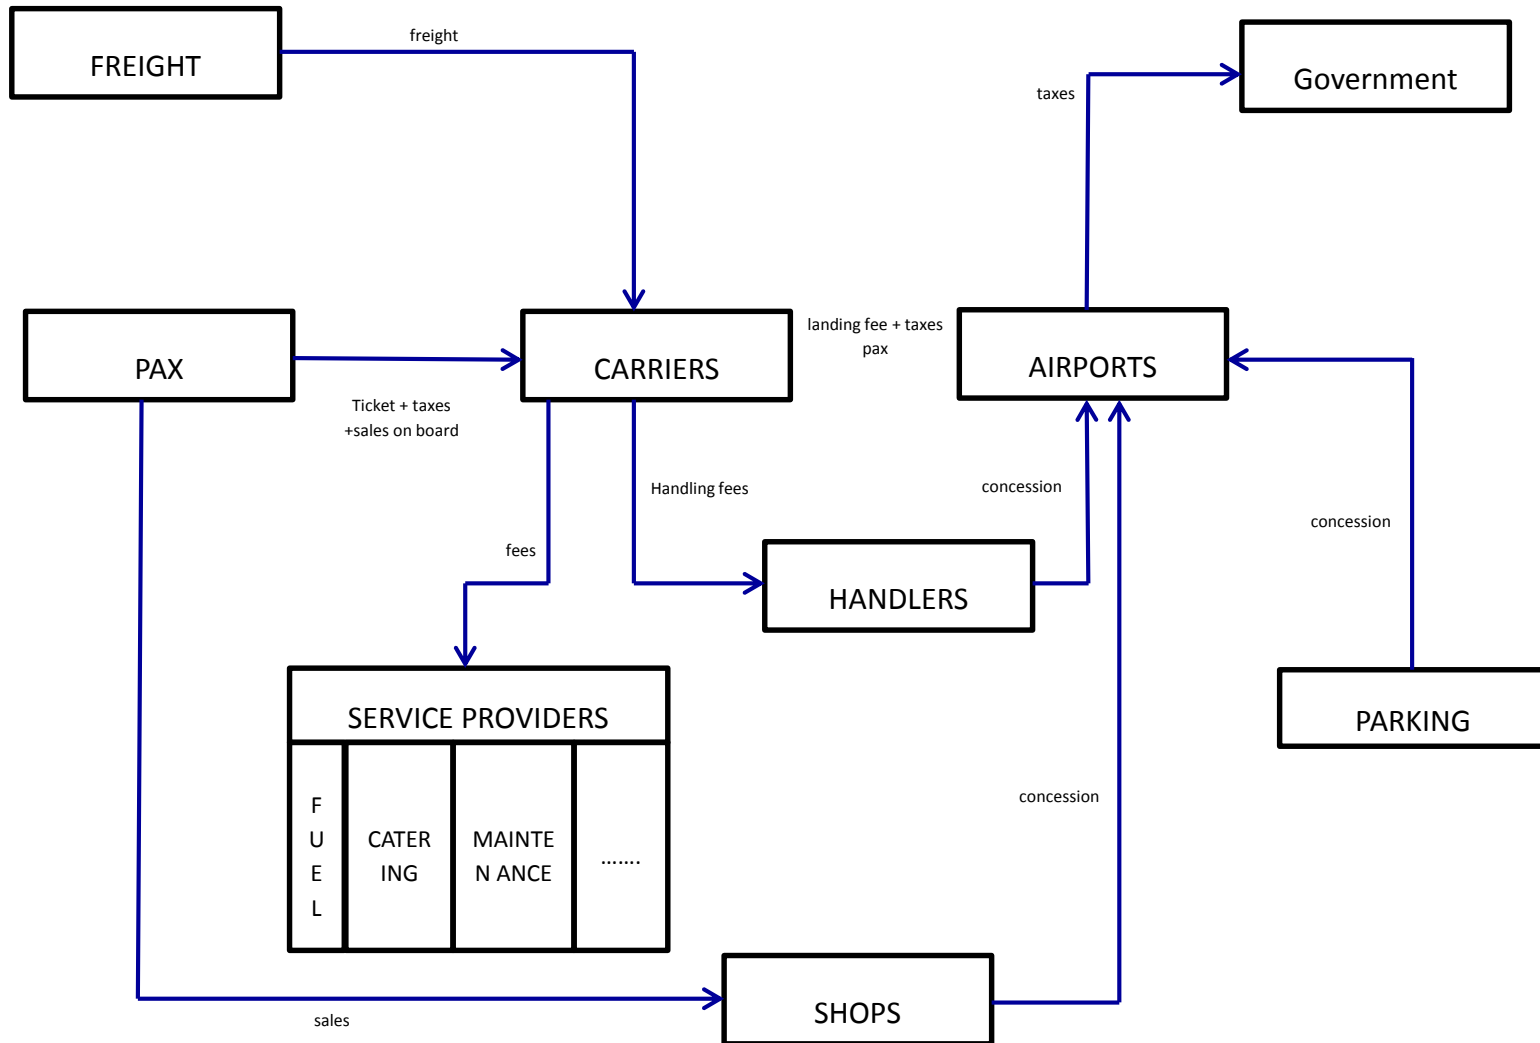 freight
FREIGHT
Government
taxes
landing fee + taxes
pax
PAX
CARRIERS
AIRPORTS
Ticket + taxes
+sales on board
Handling fees
concession
concession
fees
HANDLERS
SERVICE PROVIDERS
PARKING
concession
F
U
E
L
CATER
ING
MAINTE
N ANCE
.......
SHOPS
sales